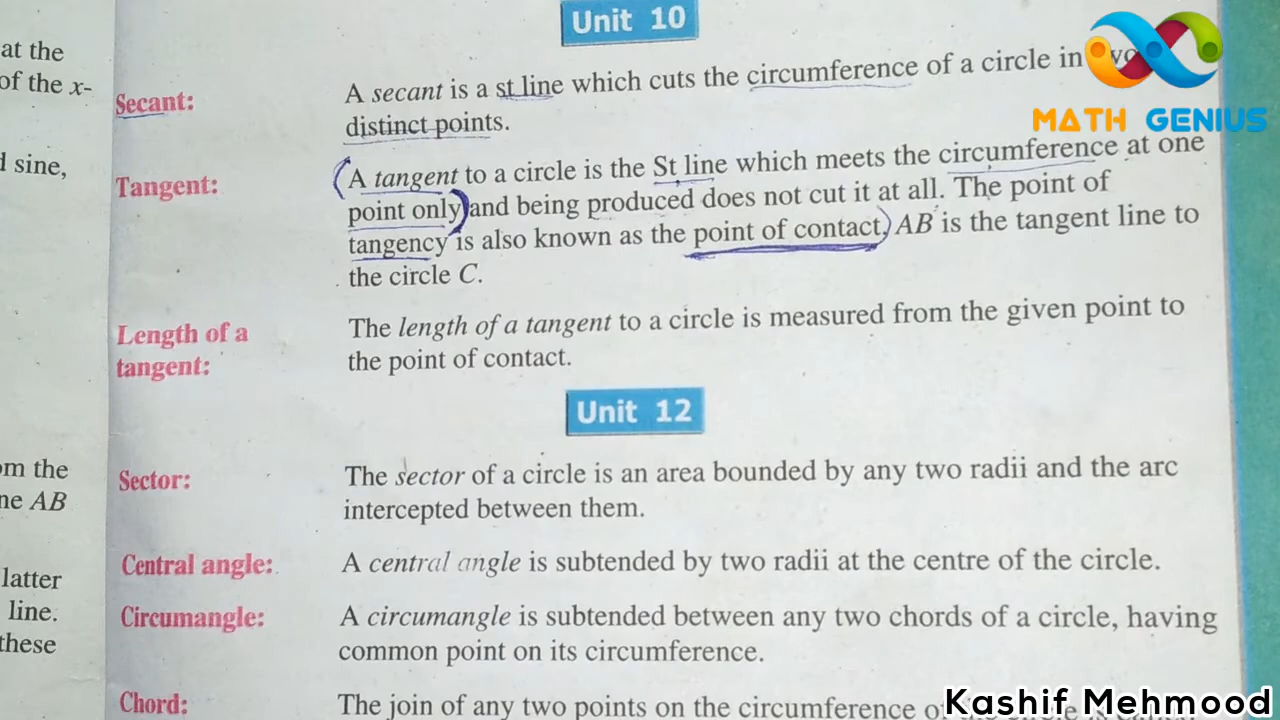 Unit 10
at the
of the x-
Secant:
A secant is a st line which cuts the circumference of a circle in
distinct points.
MATH GENIUS
d sine,
Tangent:
A tangent to a circle is the St line which meets the circumference at one
point only and being produced does not cut it at all. The point of
tangency is also known as the point of contact. AB is the tangent line to
the circle C.
Length of a
tangent:
The length of a tangent to a circle is measured from the given point to
the point of contact.
Unit 12
om the
ne AB
Sector:
The sector of a circle is an area bounded by any two radii and the arc
intercepted between them.
Central angle:
A central angle is subtended by two radii at the centre of the circle.
latter
line.
these
Circumangle:
A circumangle is subtended between any two chords of a circle, having
common point on its circumference.
Chord:
The join of any two points on the circumference
Kashif Mehmood